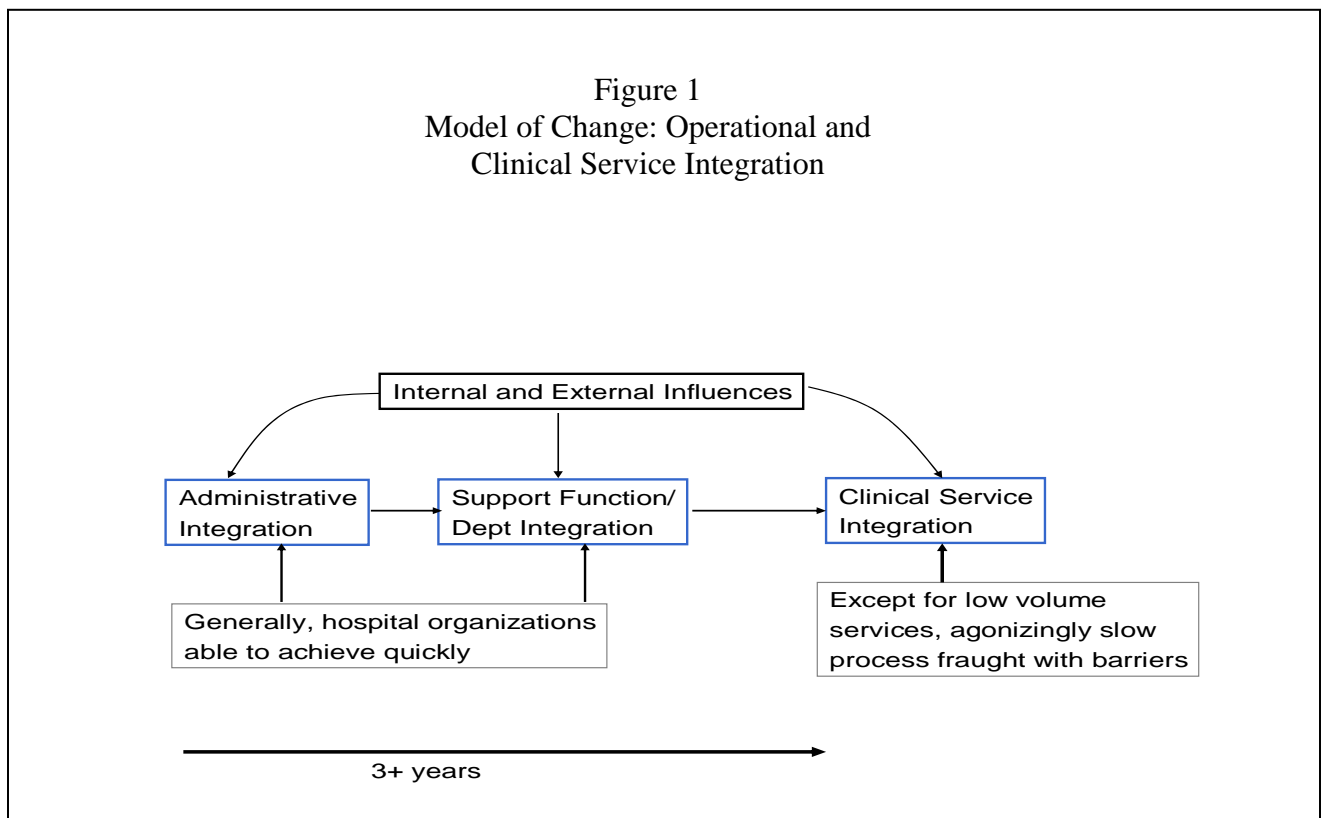 Figure 1
Model of Change: Operational and
Clinical Service Integration
Internal and External Influences
Administrative
Integration
Support Function/
Dept Integration
Clinical Service
Integration
Generally, hospital organizations
able to achieve quickly
Except for low volume
services, agonizingly slow
process fraught with barriers
3+ years